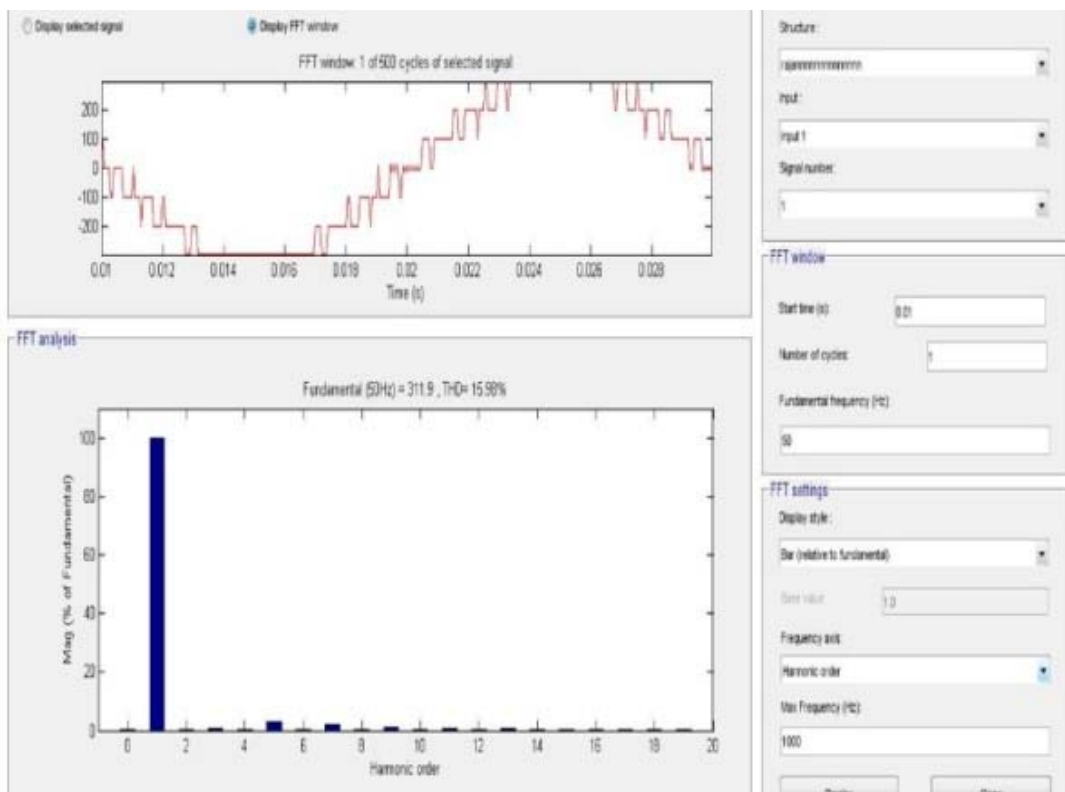 Display selected signal
Display FFT window
FFT window: 1 of 500 cycles of selected signal
200
100
0
-100
-200
0.01 0.012 0.014 0.016 0.018 0.02 0.022 0.024 0.026 0.028
Time (s)
FFT analysis
Fundamental (50Hz) = 311.9 , THD= 15.98%
Mag (% of Fundamental)
100
80
60
40
20
0
0 2 4 6 8 10 12 14 16 18 20
Harmonic order
Structure :
Input :
input 1
Signal number:
1
FFT window
Start time (s):
0.01
Number of cycles:
1
Fundamental frequency (Hz):
50
FFT settings
Display style :
Bar (relative to fundamental)
Base value:
1.0
Frequency axis:
Harmonic order
Max Frequency (Hz):
1000